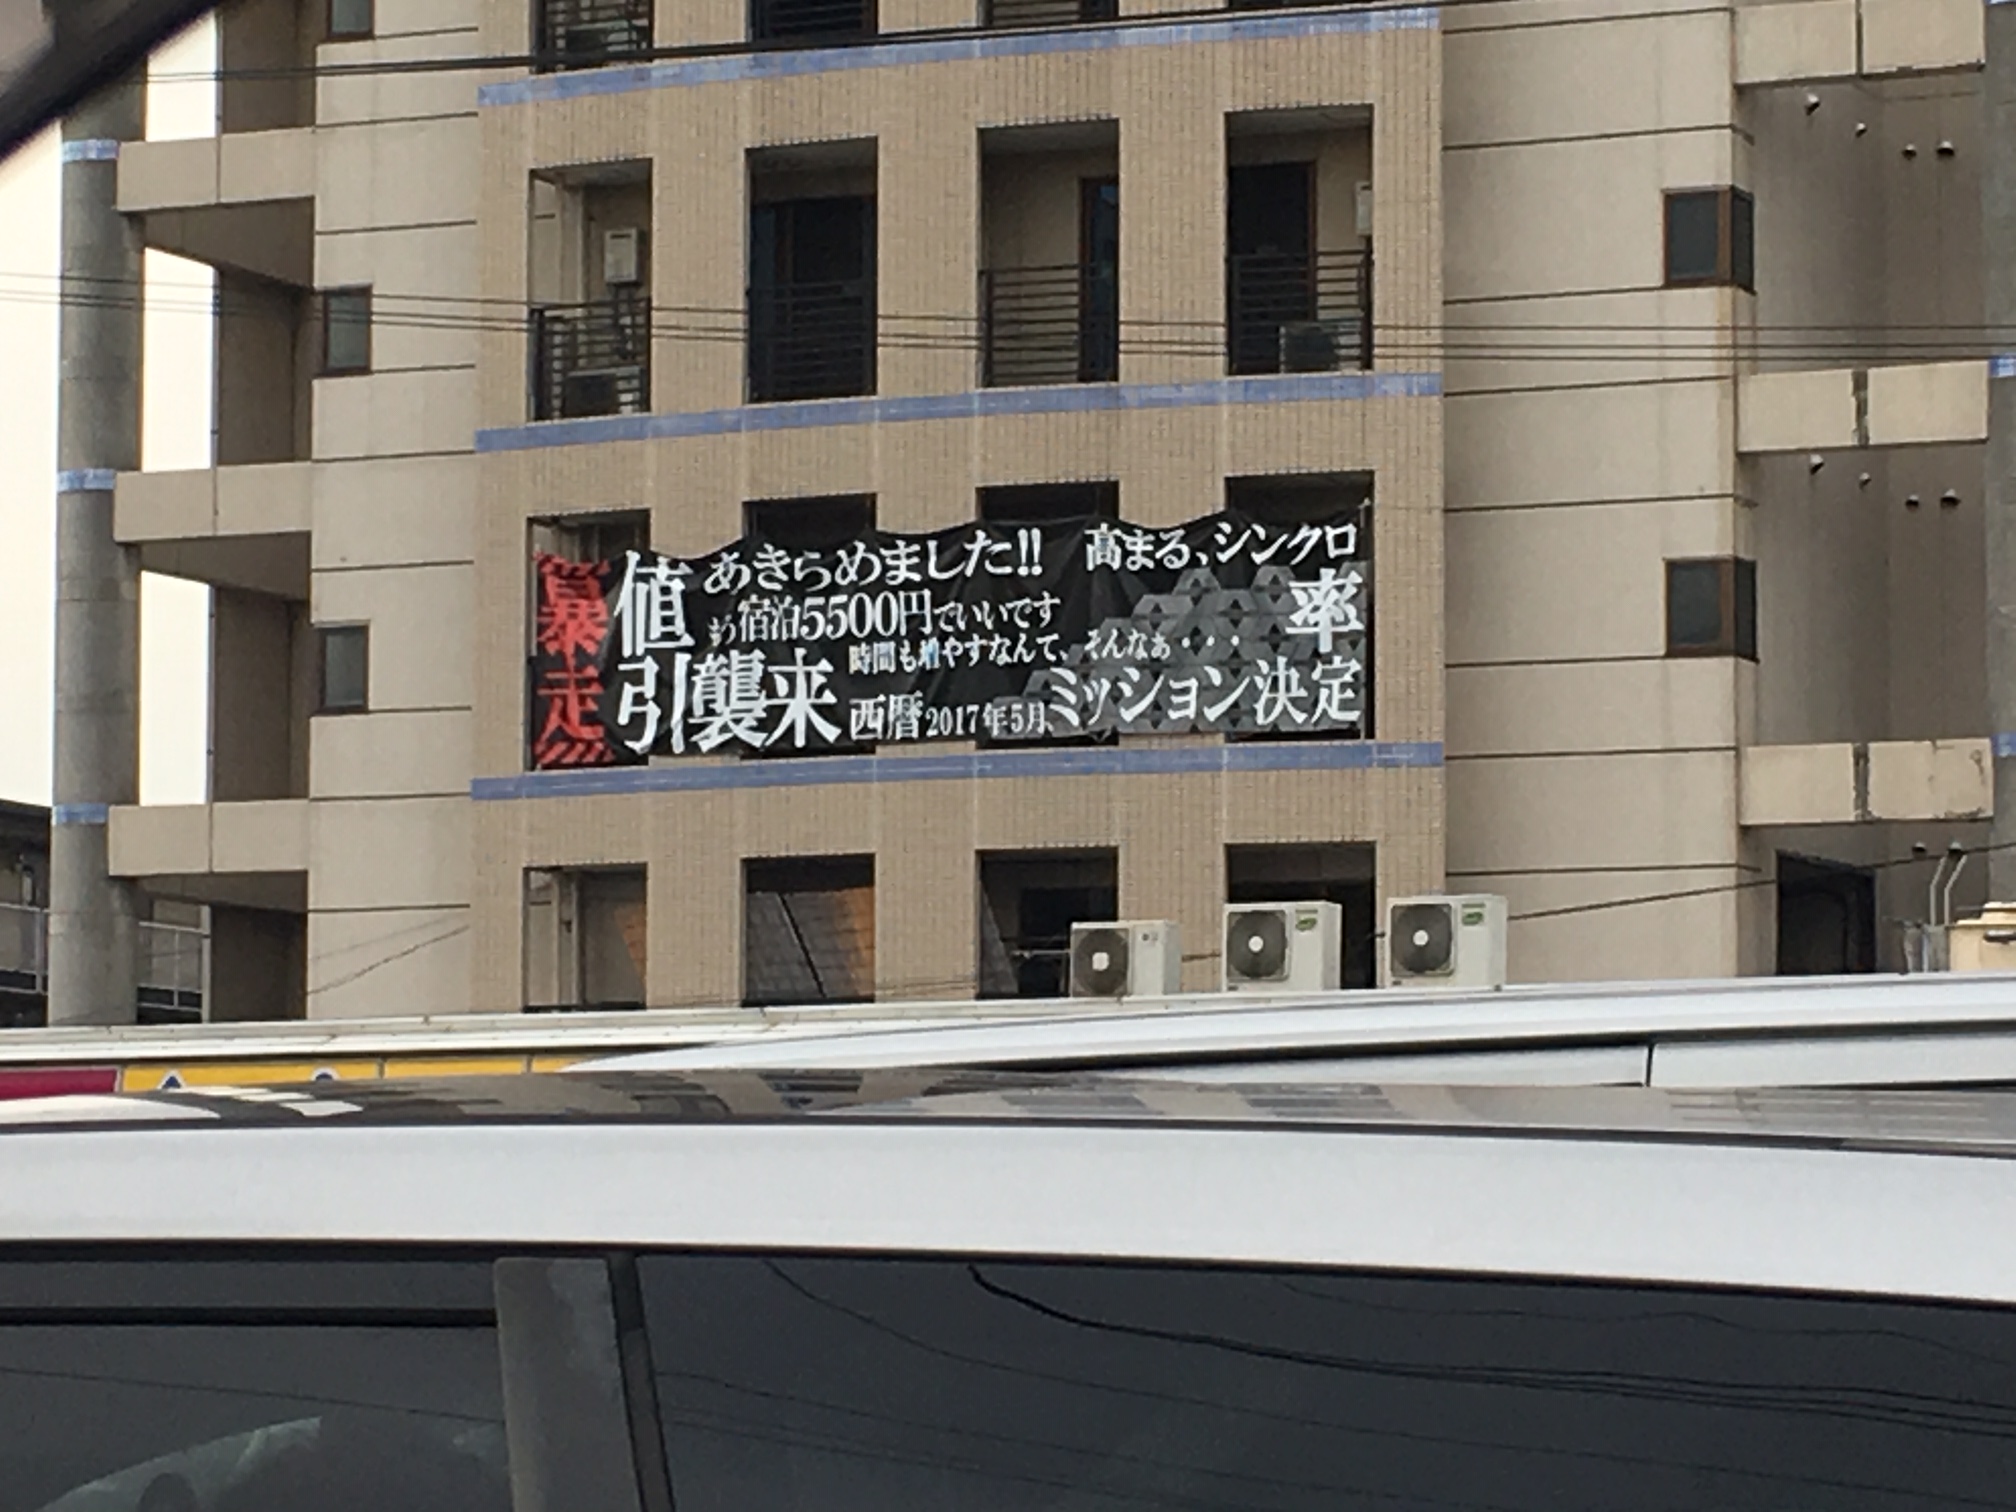 暴走
値引襲来
あきらめました!!
もう宿泊5500円でいいです
時間も増やすなんて、そんなぁ・・・
西暦2017年5月、ミッション決定
高まる、シンクロ率